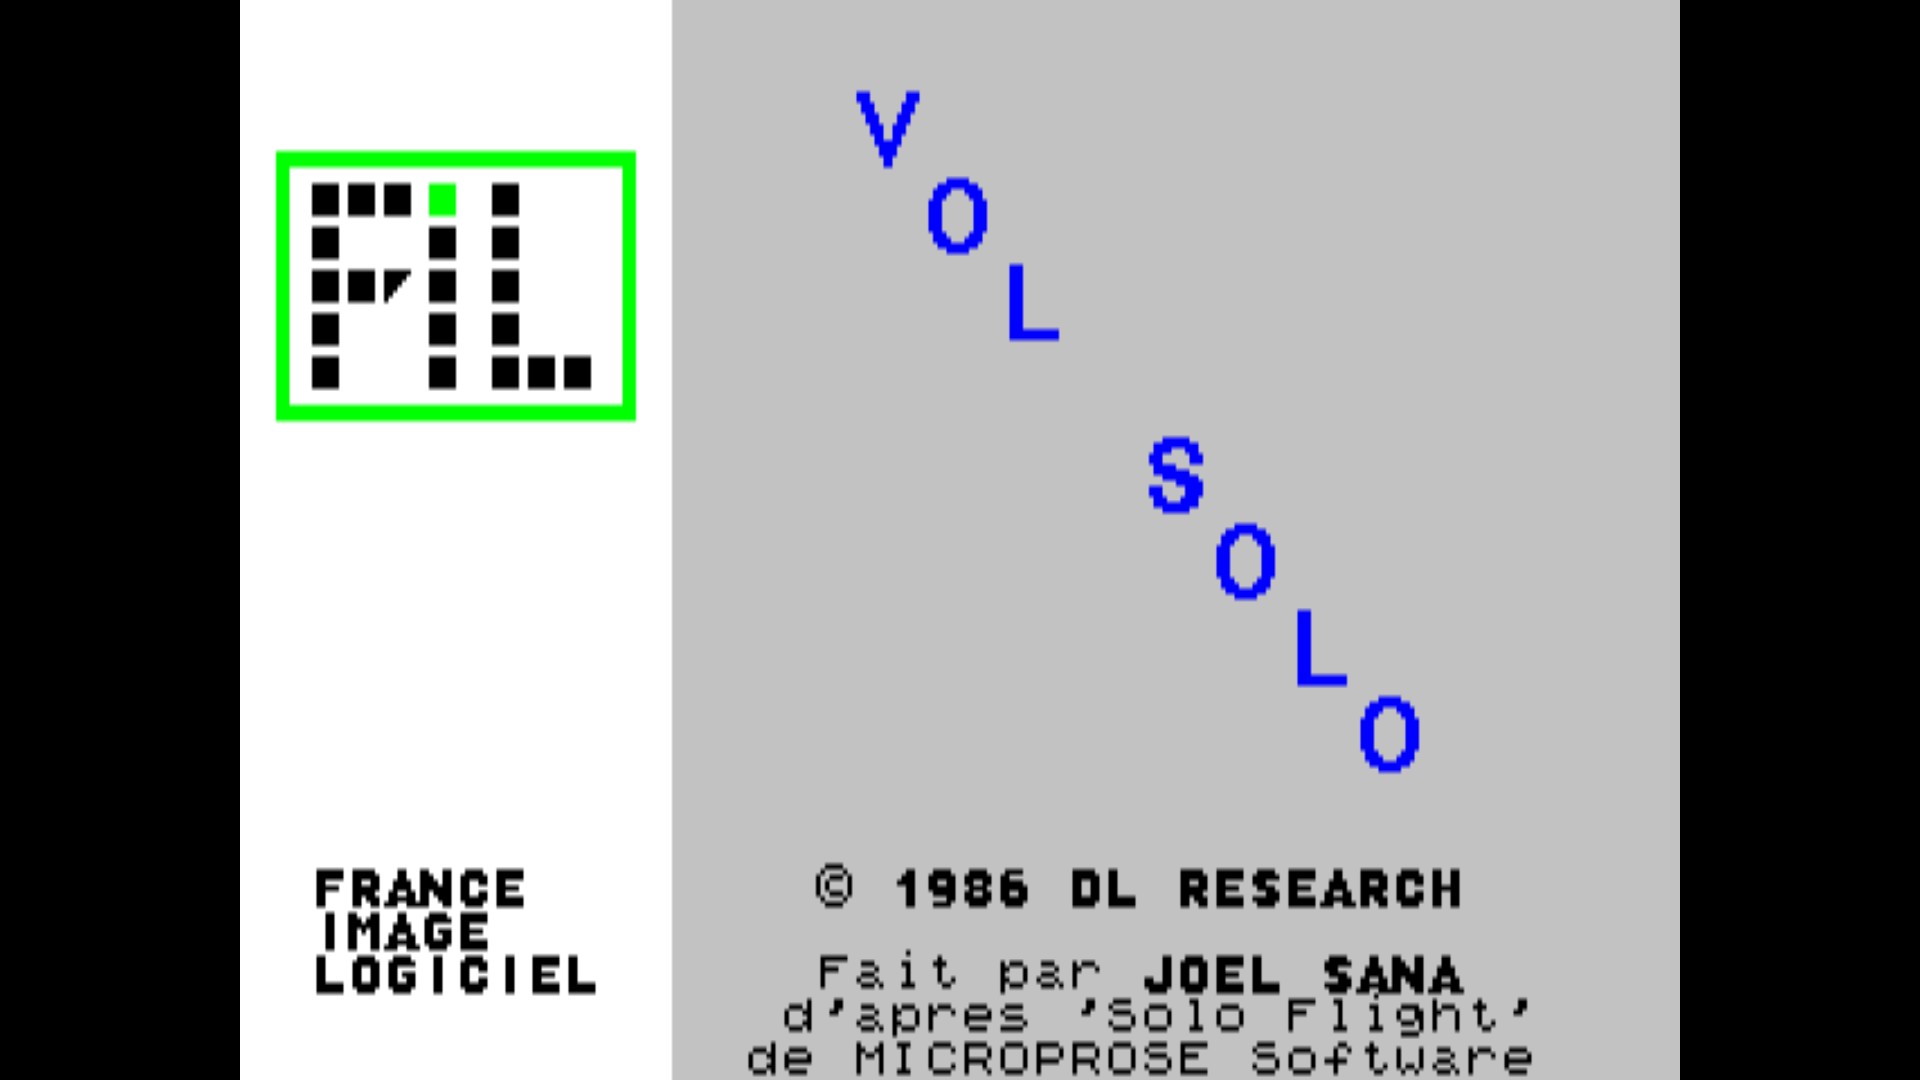 FIL
FRANCE
IMAGE
LOGICIEL
VOL
SOLO
© 1986 DL RESEARCH
Fait par JOEL SANA
d'apres 'Solo Flight'
de MICROPROSE Software